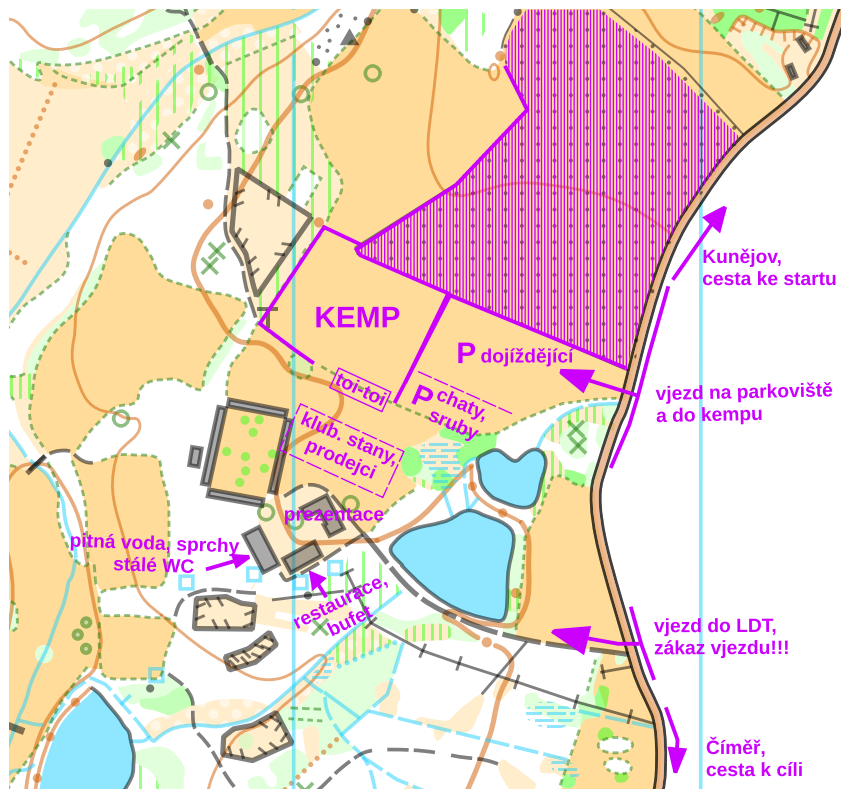 Kunějov,
cesta ke startu
KEMP
P dojíždějící
toi-toi
P chaty,
sruby
vjezd na parkoviště
a do kempu
klub. stany,
prodejci
prezentace
pitná voda, sprchy
stálé WC
restaurace,
bufet
vjezd do LDT,
zákaz vjezdu!!!
Číměř,
cesta k cíli